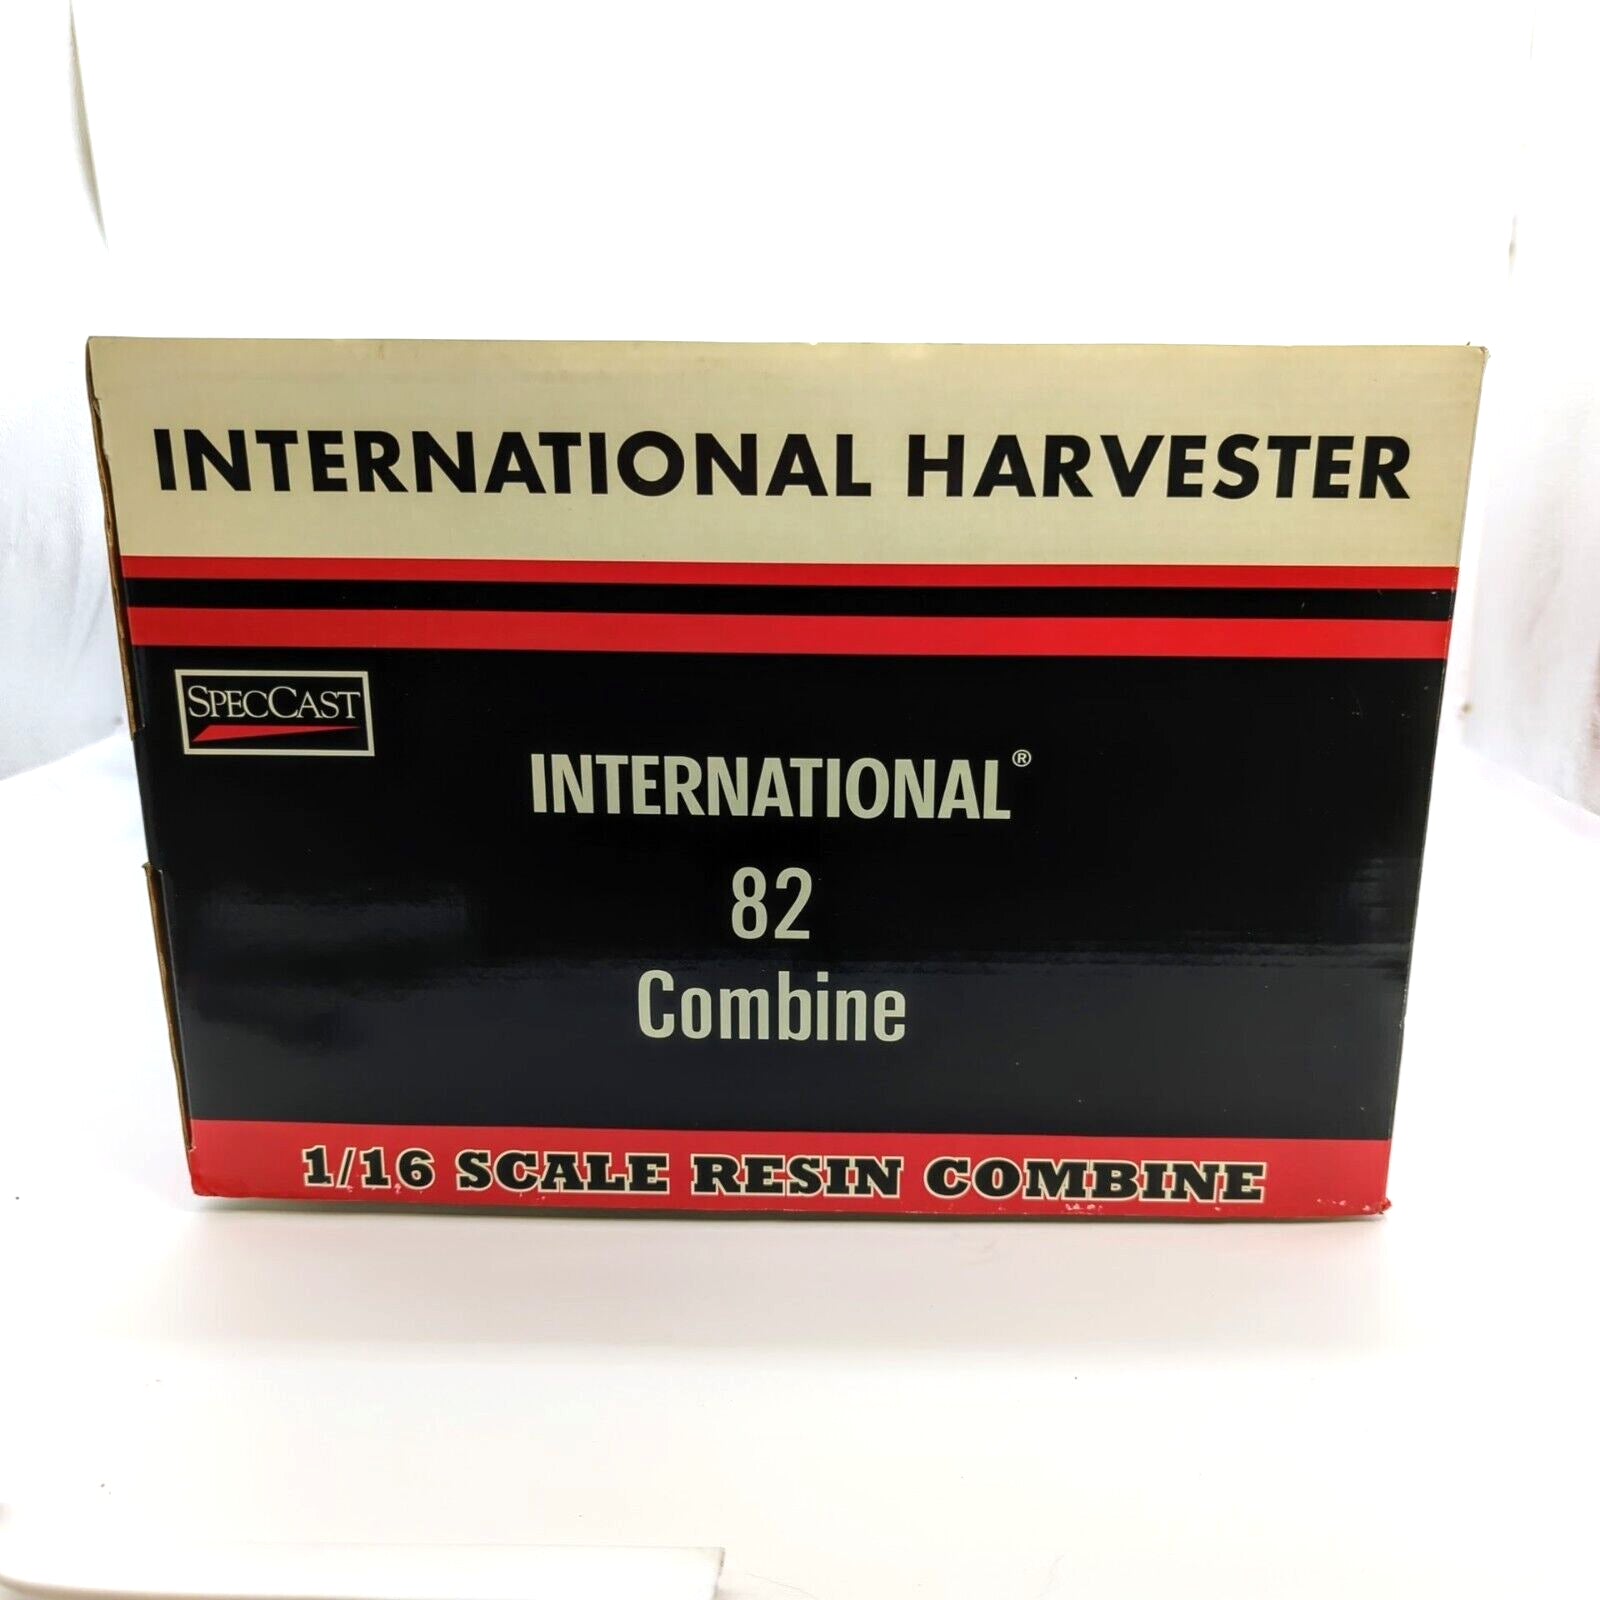 INTERNATIONAL HARVESTER
SPECCAST
INTERNATIONAL®
82
Combine
1/16 SCALE RESIN COMBINE